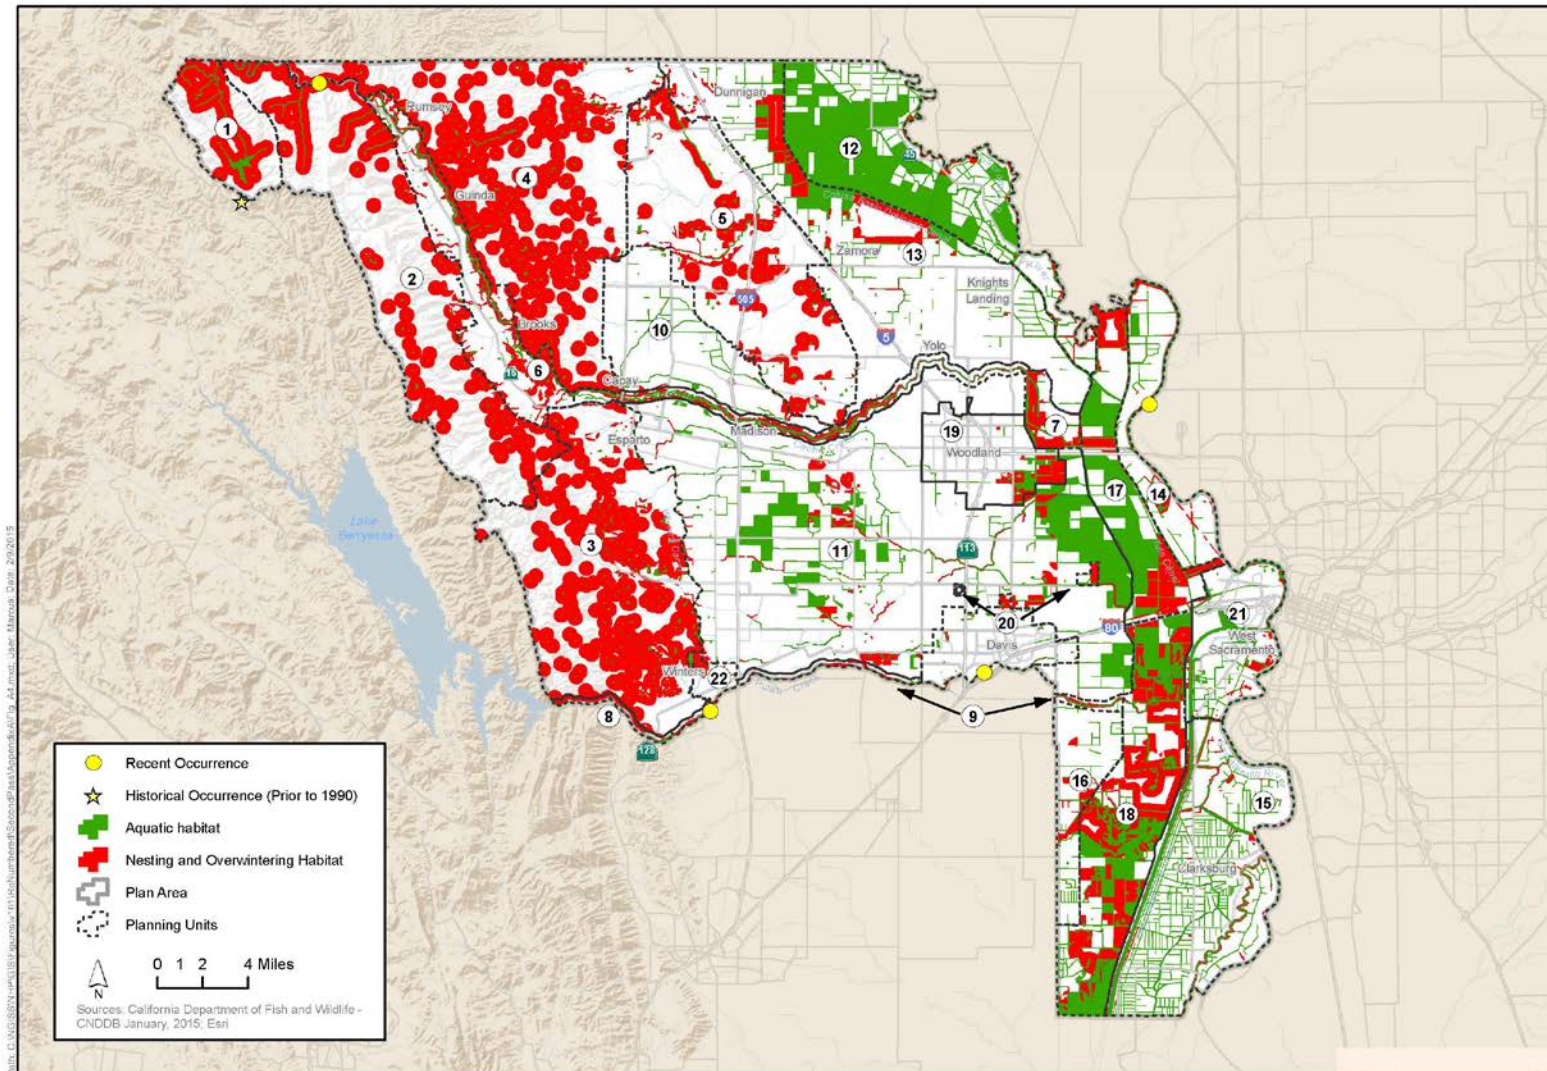 Dunnigan
Rumsey
1
12
45
4
Guinda
5
Zamora
13
2
Knights
Landing
505
10
5
Yolo
Brooks
6
16
Capay
Madison
Esparto
19
7
Woodland
17
14
Lake
Berryessa
3
11
113
20
80
21
Davis
West
Sacramento
Winters
22
8
9
128
16
18
15
Clarksburg
Recent Occurrence
Historical Occurrence (Prior to 1990)
Aquatic habitat
Nesting and Overwintering Habitat
Plan Area
Planning Units
N
0 1 2 4 Miles
Sources: California Department of Fish and Wildlife -
CNDDB January, 2015; Esri